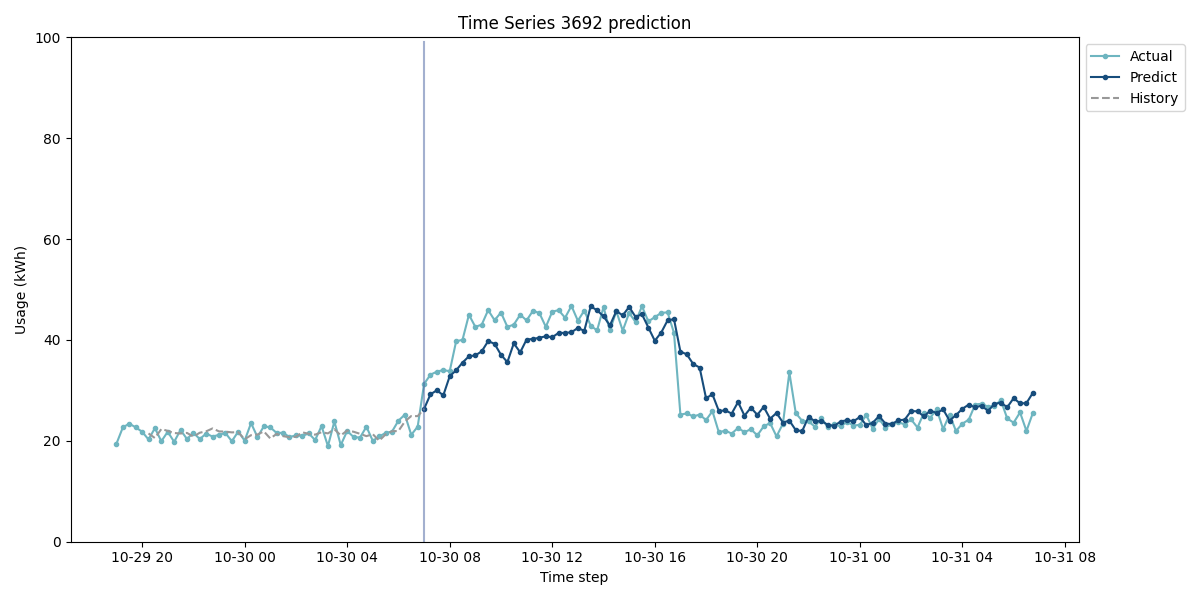 Time Series 3692 prediction
100
80
60
40
20
0
Usage (kWh)
10-29 20
10-30 00
10-30 04
10-30 08
10-30 12
10-30 16
10-30 20
10-31 00
10-31 04
10-31 08
Time step
Actual
Predict
History